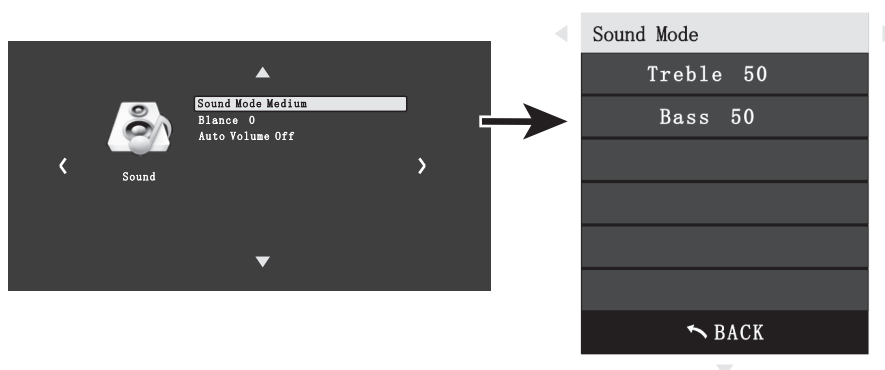 Sound Mode Medium
Blance 0
Auto Volume Off
Sound
Sound Mode
Treble 50
Bass 50
BACK